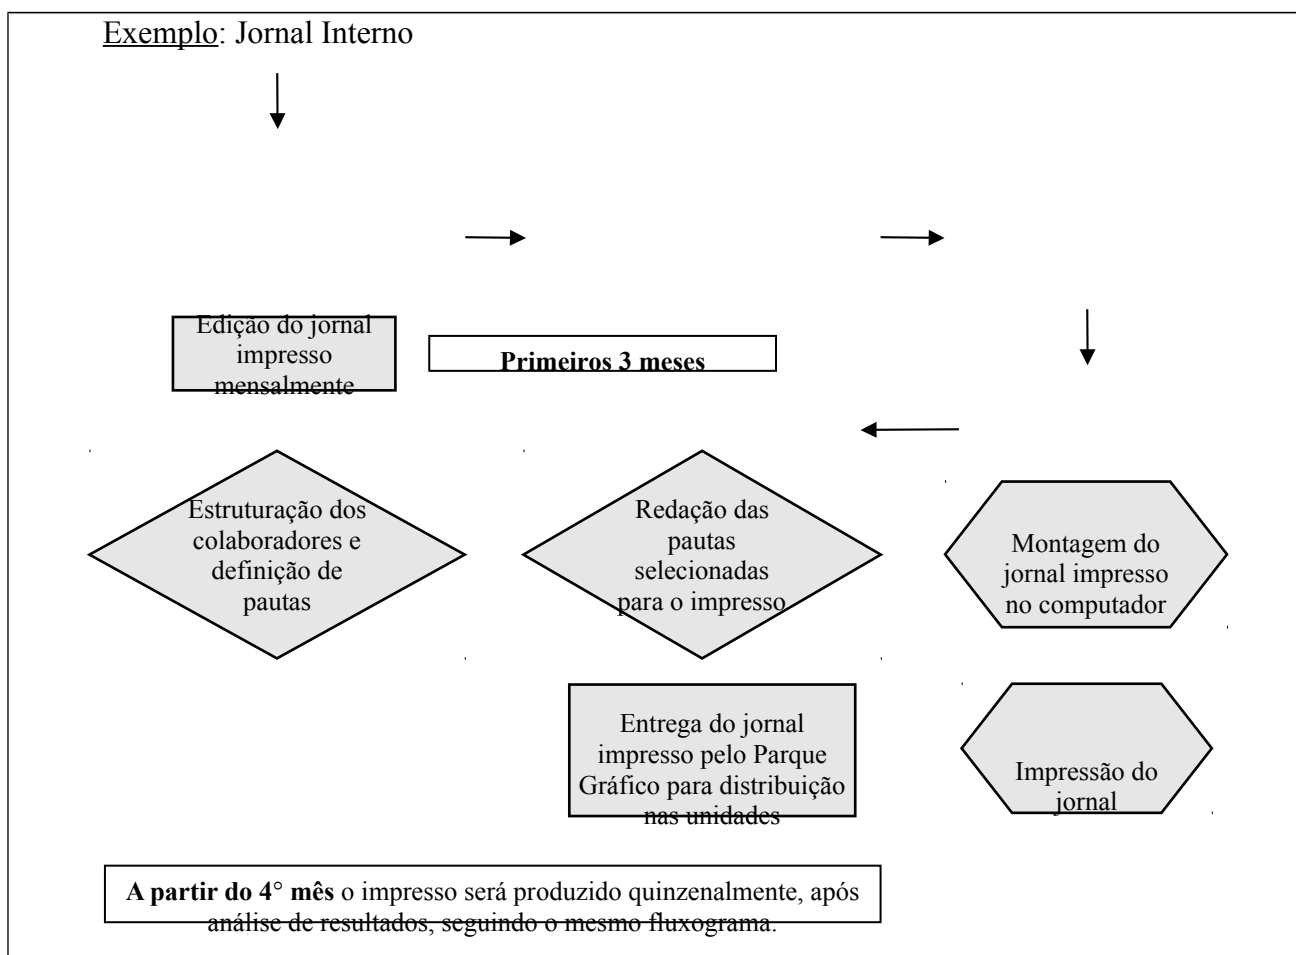 Exemplo: Jornal Interno
Edição do jornal
impresso
mensalmente
Primeiros 3 meses
Estruturação dos
colaboradores e
definição de
pautas
Redação das
pautas
selecionadas
para o impresso
Montagem do
jornal impresso
no computador
Entrega do jornal
impresso pelo Parque
Gráfico para distribuição
nas unidades
Impressão do
jornal
A partir do 4° mês o impresso será produzido quinzenalmente, após
análise de resultados, seguindo o mesmo fluxograma.